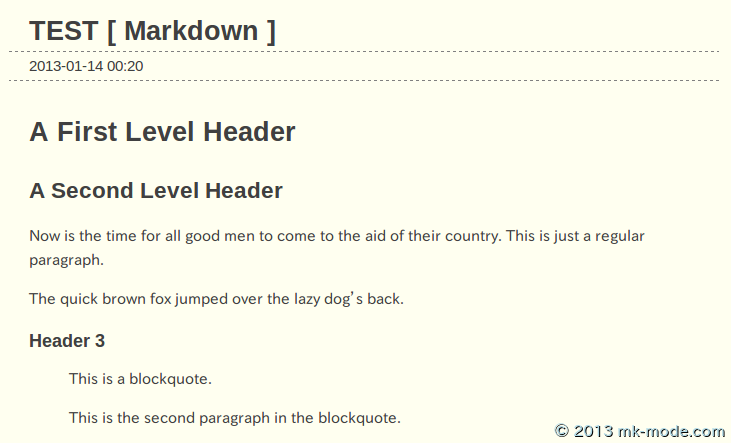 TEST [ Markdown ]
2013-01-14 00:20
A First Level Header
A Second Level Header
Now is the time for all good men to come to the aid of their country. This is just a regular
paragraph.
The quick brown fox jumped over the lazy dog’s back.
Header 3
This is a blockquote.
This is the second paragraph in the blockquote.
© 2013 mk-mode.com